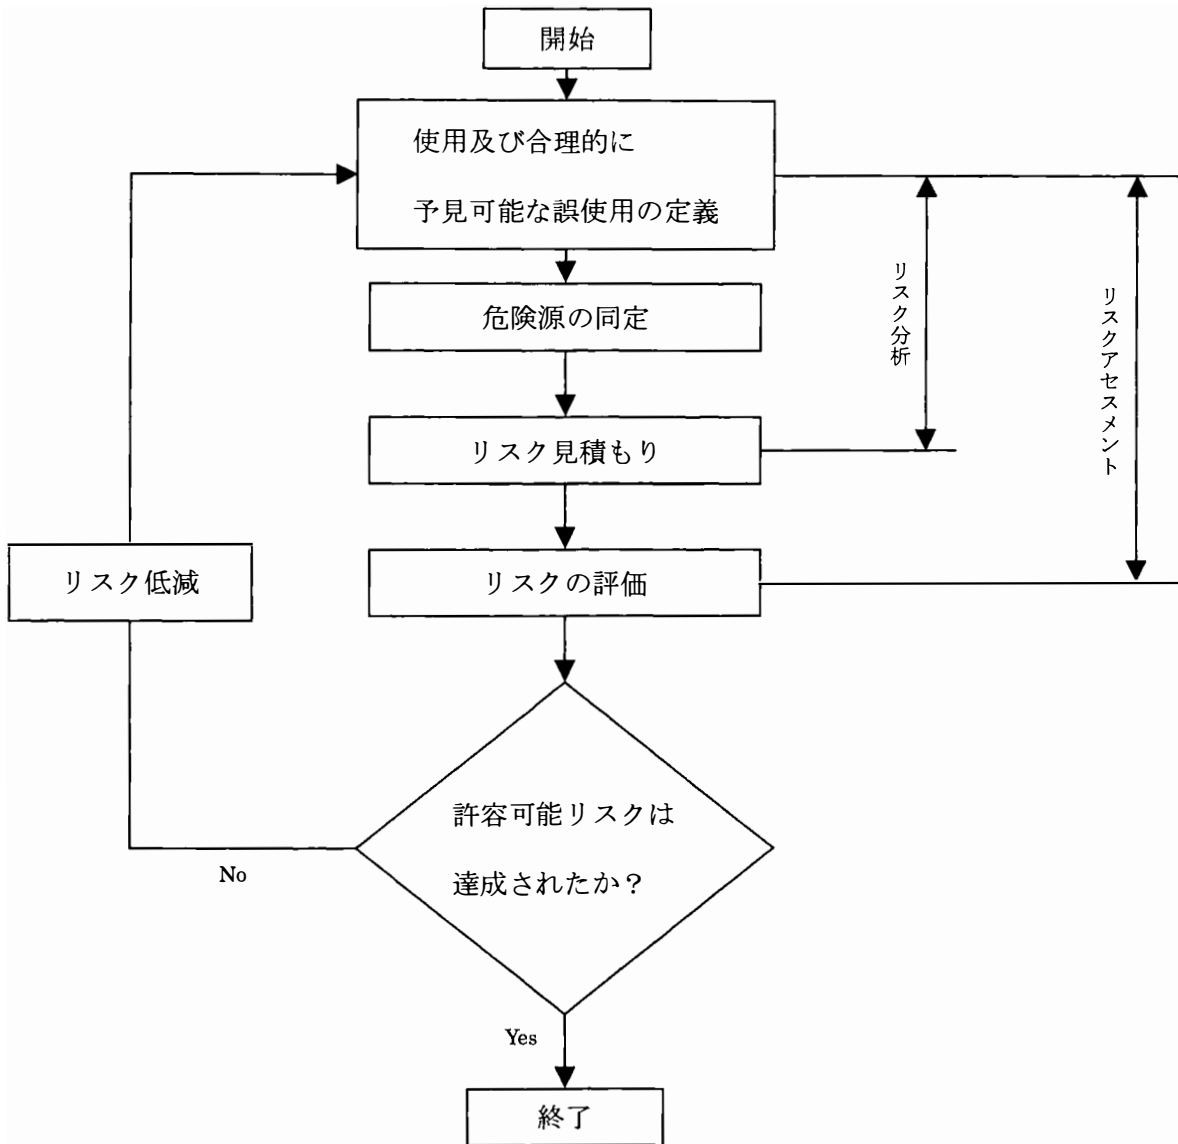 開始
使用及び合理的に
予見可能な誤使用の定義
危険源の同定
リスク分析
リスクアセスメント
リスク見積もり
リスク低減
リスクの評価
許容可能リスクは
達成されたか？
No
Yes
終了